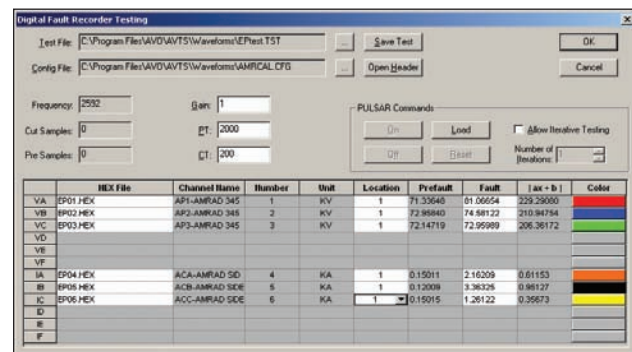 Digital Fault Recorder Testing
Test File: C:\Program Files\AVO\AVTS\Waveforms\EPtest.TST ... Save Test OK
Config File: C:\Program Files\AVO\AVTS\Waveforms\AMRCAL.CFG ... Open Header Cancel
Frequency: 2592 Gain: 1 PULSAR Commands
Cut Samples: 0 PT: 2000 On Load Allow Iterative Testing
Pre Samples: 0 CT: 200 Off Reset Number of Iterations: 1
HEX File Channel Name Number Unit Location Prefault Fault | ax + b | Color
VA EP01.HEX AP1-AMRAD 345 1 KV 1 71.33640 81.06654 229.29080
VB EP02.HEX AP2-AMRAD 345 2 KV 1 72.95840 74.58122 210.94754
VC EP03.HEX AP3-AMRAD 345 3 KV 1 72.14719 72.95989 206.36172
VD
VE
VF
IA EP04.HEX ACA-AMRAD SID 4 KA 1 0.15011 2.16209 0.61153
IB EP05.HEX ACB-AMRAD SIDE 5 KA 1 0.12009 3.36325 0.95127
IC EP06.HEX ACC-AMRAD SIDE 6 KA 1 0.15015 1.26122 0.35673
ID
IE
IF